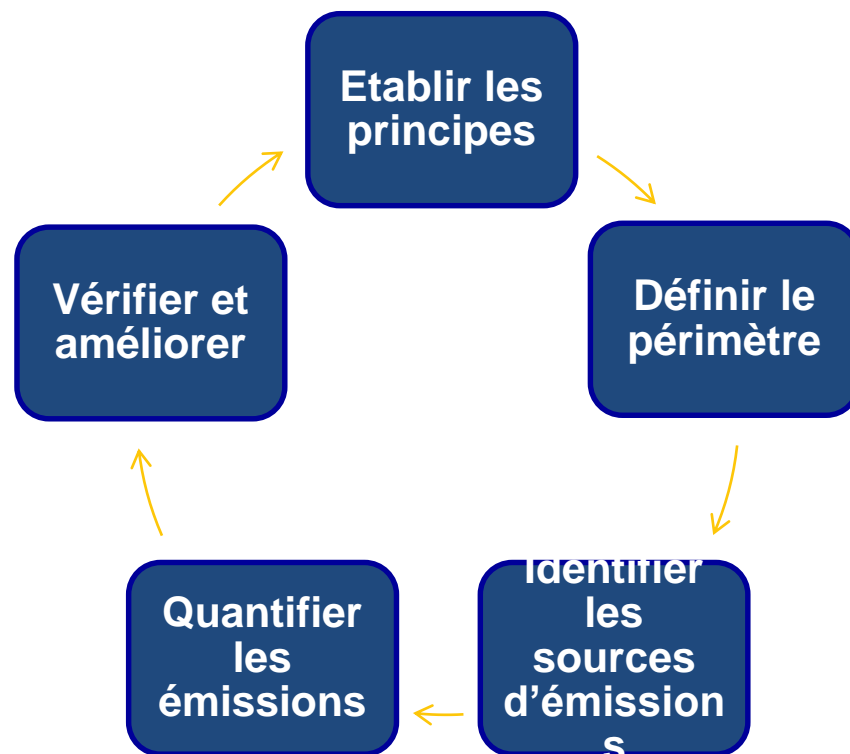 Etablir les
principes
Définir le
périmètre
Identifier
les
sources
d’émission
s
Quantifier
les
émissions
Vérifier et
améliorer